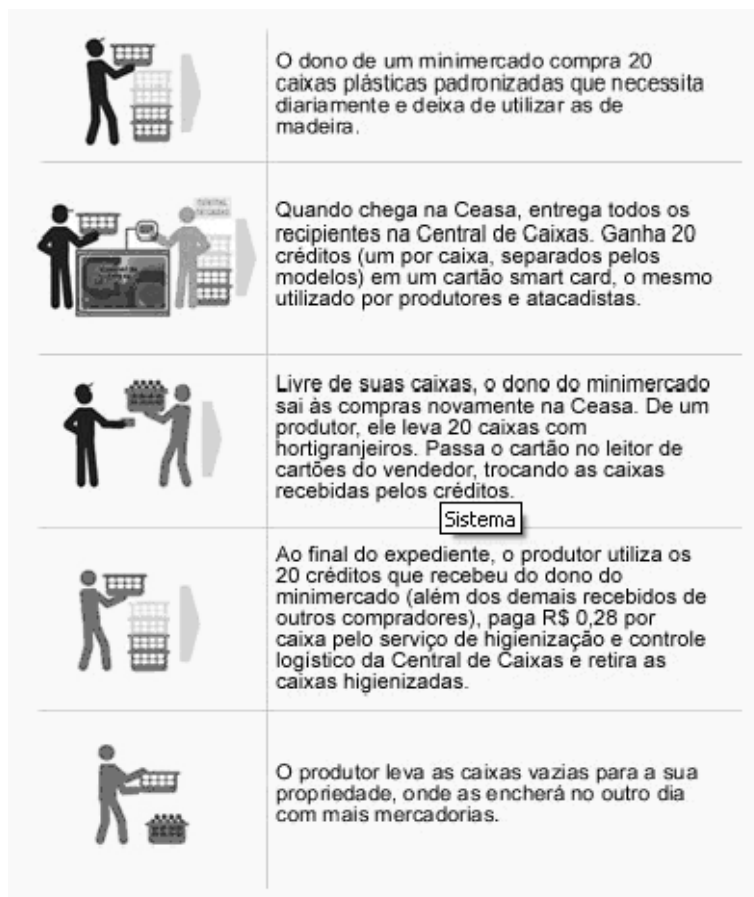 O dono de um minimercado compra 20
caixas plásticas padronizadas que necessita
diariamente e deixa de utilizar as de
madeira.
Quando chega na Ceasa, entrega todos os
recipientes na Central de Caixas. Ganha 20
créditos (um por caixa, separados pelos
modelos) em um cartão smart card, o mesmo
utilizado por produtores e atacadistas.
Livre de suas caixas, o dono do minimercado
sai às compras novamente na Ceasa. De um
produtor, ele leva 20 caixas com
hortigranjeiros. Passa o cartão no leitor de
cartões do vendedor, trocando as caixas
recebidas pelos créditos.
Sistema
Ao final do expediente, o produtor utiliza os
20 créditos que recebeu do dono do
minimercado (além dos demais recebidos de
outros compradores), paga R$ 0,28 por
caixa pelo serviço de higienização e controle
logístico da Central de Caixas e retira as
caixas higienizadas.
O produtor leva as caixas vazias para a sua
propriedade, onde as encherá no outro dia
com mais mercadorias.